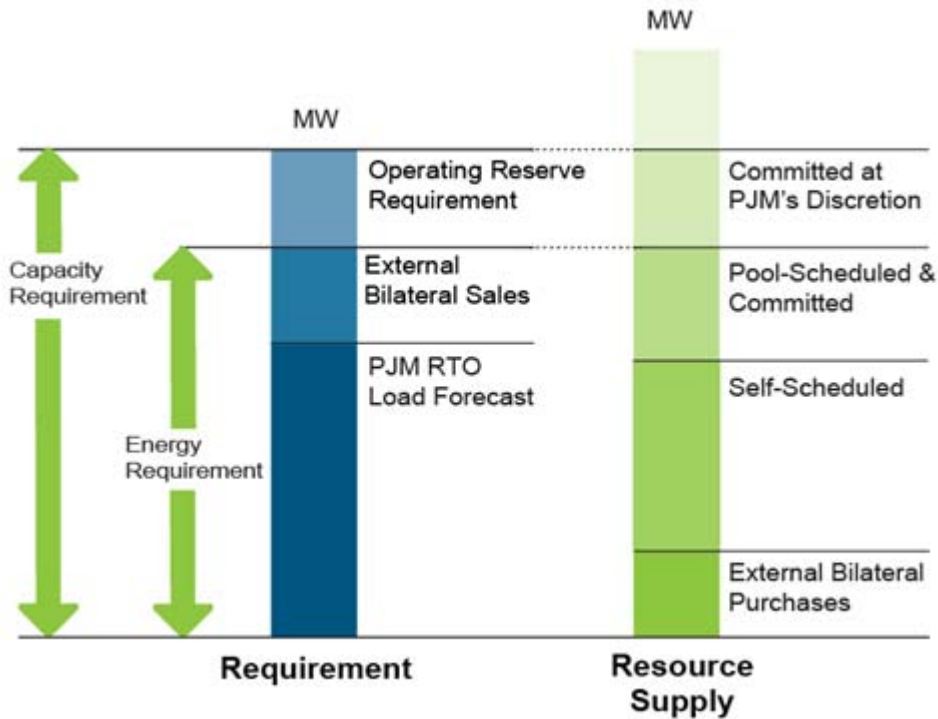 MW
MW
Operating Reserve
Requirement
Committed at
PJM's Discretion
Capacity
Requirement
External
Bilateral Sales
Pool-Scheduled &
Committed
PJM RTO
Load Forecast
Self-Scheduled
Energy
Requirement
External Bilateral
Purchases
Requirement
Resource
Supply